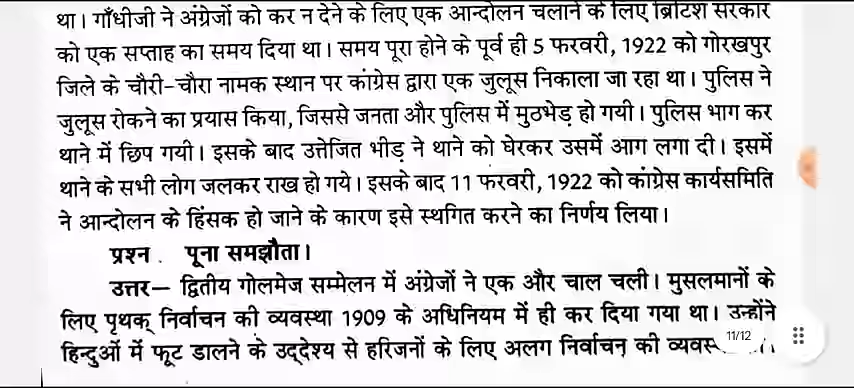 था। गाँधीजी ने अंग्रेजों को कर न देने के लिए एक आन्दोलन चलाने के लिए ब्रिटिश सरकार
को एक सप्ताह का समय दिया था। समय पूरा होने के पूर्व ही 5 फरवरी, 1922 को गोरखपुर
जिले के चौरी-चौरा नामक स्थान पर कांग्रेस द्वारा एक जुलूस निकाला जा रहा था। पुलिस ने
जुलूस रोकने का प्रयास किया, जिससे जनता और पुलिस में मुठभेड़ हो गयी। पुलिस भाग कर
थाने में छिप गयी। इसके बाद उत्तेजित भीड़ ने थाने को घेरकर उसमें आग लगा दी। इसमें
थाने के सभी लोग जलकर राख हो गये। इसके बाद 11 फरवरी, 1922 को कांग्रेस कार्यसमिति
ने आन्दोलन के हिंसक हो जाने के कारण इसे स्थगित करने का निर्णय लिया।
प्रश्न . पूना समझौता।
उत्तर— द्वितीय गोलमेज सम्मेलन में अंग्रेजों ने एक और चाल चली। मुसलमानों के
लिए पृथक् निर्वाचन की व्यवस्था 1909 के अधिनियम में ही कर दिया गया था। उन्होंने
हिन्दुओं में फूट डालने के उद्देश्य से हरिजनों के लिए अलग निर्वाचन की
11/12